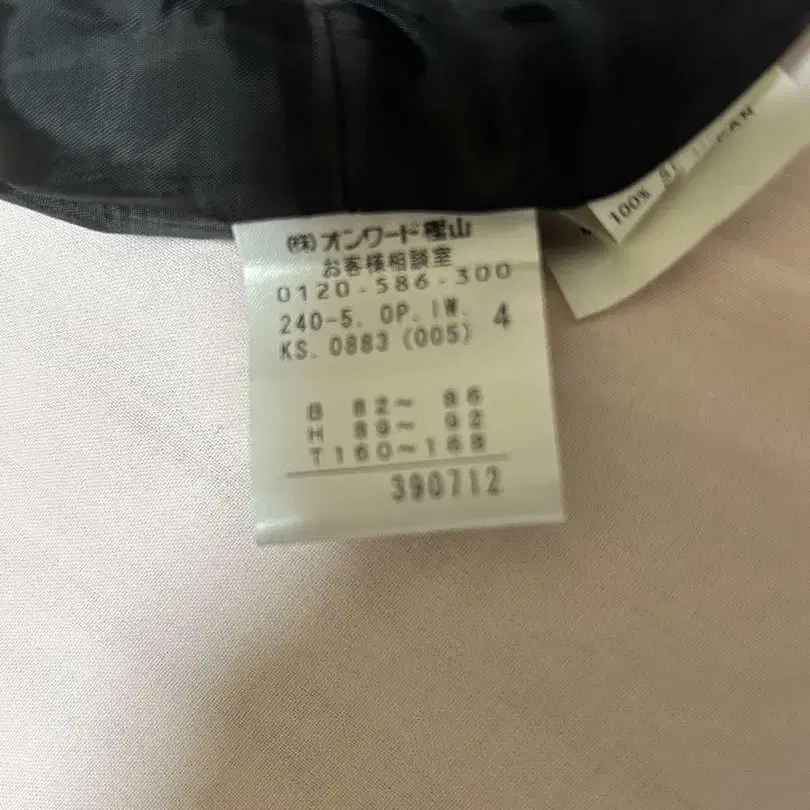 (株)オンワード樫山
お客様相談室
0120-586-300
240-5. OP. IW. 4
KS. 0883 (005)
B 82~ 86
H 89~ 92
T 160~168
390712
100%